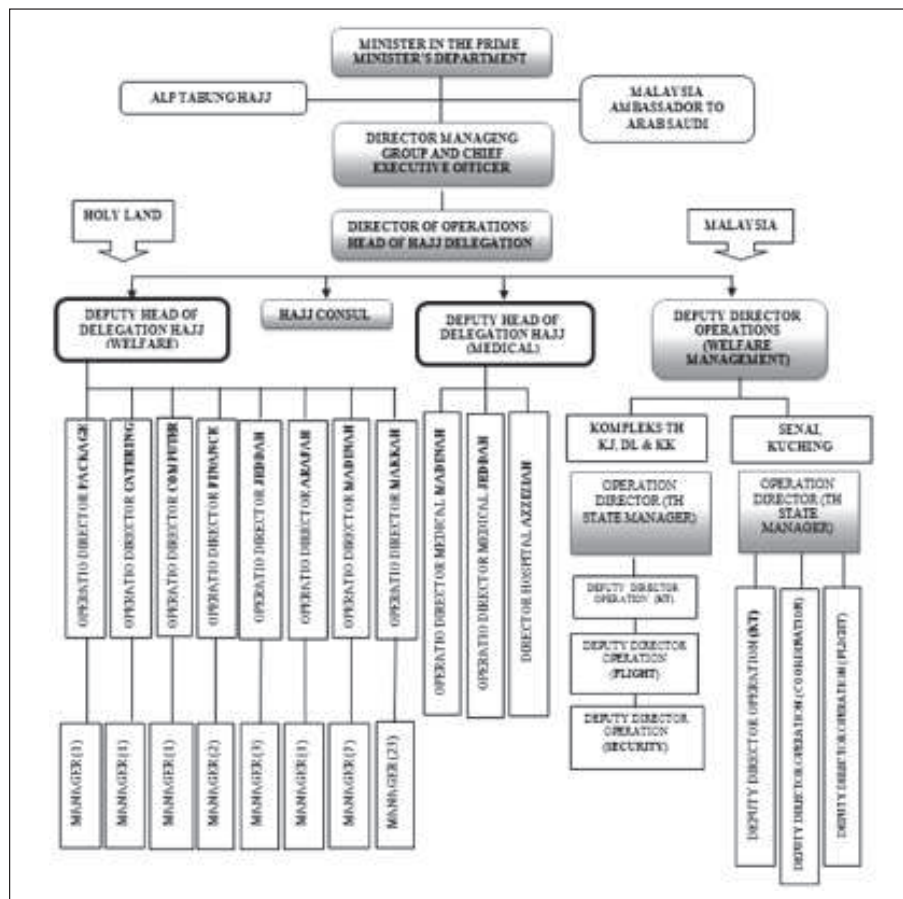 MINISTER IN THE PRIME
MINISTER'S DEPARTMENT
ALP TABUNG HAJJ
MALAYSIA
AMBASSADOR TO
ARAB SAUDI
DIRECTOR MANAGING
GROUP AND CHIEF
EXECUTIVE OFFICER
HOLY LAND
DIRECTOR OF OPERATIONS/
HEAD OF HAJJ DELEGATION
MALAYSIA
DEPUTY HEAD OF
DELEGATION HAJJ
(WELFARE)
HAJJ CONSUL
DEPUTY HEAD OF
DELEGATION HAJJ
(MEDICAL)
DEPUTY DIRECTOR
OPERATIONS
(WELFARE
MANAGEMENT)
OPERATIO DIRECTOR PACKAGE
OPERATIO DIRECTOR CATERING
OPERATIO DIRECTOR COMPUTER
OPERATIO DIRECTOR FINANCE
OPERATIO DIRECTOR JEDDAH
OPERATIO DIRECTOR ARAFAH
OPERATIO DIRECTOR MADINAH
OPERATIO DIRECTOR MAKKAH
OPERATIO DIRECTOR MEDICAL MADINAH
OPERATIO DIRECTOR MEDICAL JEDDAH
DIRECTOR HOSPITAL AZZIZIAH
KOMPLEKS TH
KJ, DL & KK
SENAI,
KUCHING
OPERATION
DIRECTOR (TH
STATE MANAGER)
OPERATION
DIRECTOR (TH
STATE
MANAGER)
DEPUTY DIRECTOR
OPERATION (KT)
DEPUTY DIRECTOR
OPERATION
(FLIGHT)
DEPUTY DIRECTOR
OPERATION
(SECURITY)
DEPUTY DIRECTOR OPERATION (KT)
DEPUTY DIRECTOR OPERATION (COORDINATION)
DEPUTY DIRECTOR OPERATION (FLIGHT)
MANAGER (1)
MANAGER (1)
MANAGER (2)
MANAGER (3)
MANAGER (1)
MANAGER (7)
MANAGER (23)